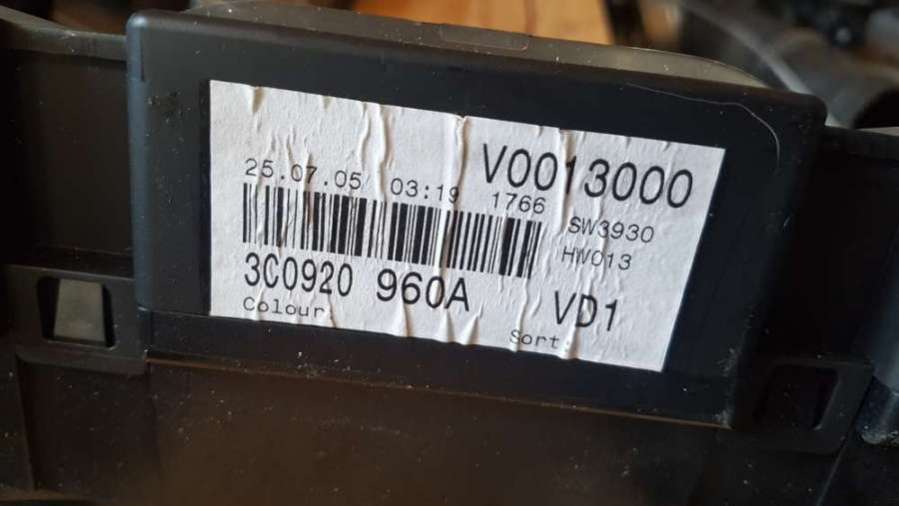 V0013000
25.07.05 03:19 1766
SW3930
HW013
3C0920 960A VD1
Colour: Sort: